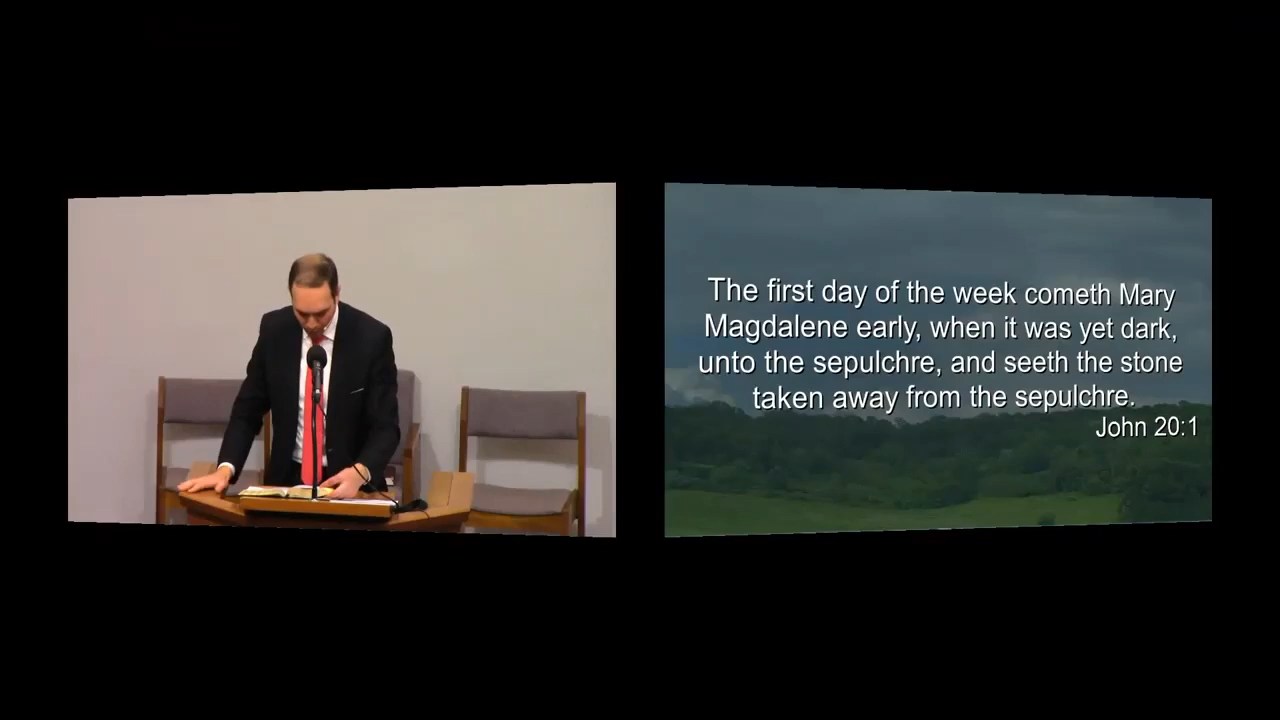 The first day of the week cometh Mary
Magdalene early, when it was yet dark,
unto the sepulchre, and seeth the stone
taken away from the sepulchre.
John 20:1